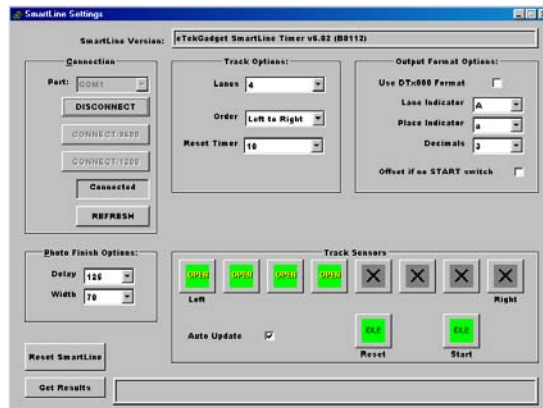 SmartLine Settings
SmartLine Version: eTekGadget SmartLine Timer v6.02 (B0112)
Connection
Port: COM1
DISCONNECT
CONNECT/9600
CONNECT/1200
Connected
REFRESH
Track Options:
Lanes 4
Order Left to Right
Reset Timer 10
Output Format Options:
Use DTx000 Format
Lane Indicator A
Place Indicator a
Decimals 3
Offset if no START switch
Photo Finish Options:
Delay 125
Width 70
Track Sensors
OPEN OPEN OPEN OPEN
Left Right
Auto Update
IDLE IDLE
Reset Start
Reset SmartLine
Get Results